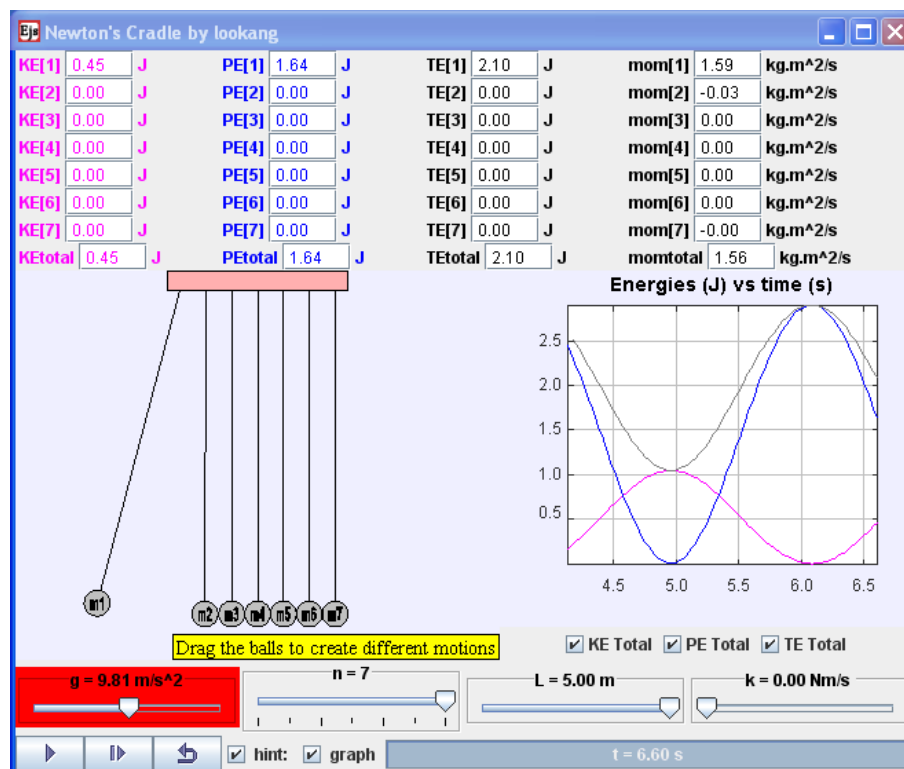 Ejs Newton's Cradle by lookang
KE[1] 0.45 J PE[1] 1.64 J TE[1] 2.10 J mom[1] 1.59 kg.m^2/s
KE[2] 0.00 J PE[2] 0.00 J TE[2] 0.00 J mom[2] -0.03 kg.m^2/s
KE[3] 0.00 J PE[3] 0.00 J TE[3] 0.00 J mom[3] 0.00 kg.m^2/s
KE[4] 0.00 J PE[4] 0.00 J TE[4] 0.00 J mom[4] 0.00 kg.m^2/s
KE[5] 0.00 J PE[5] 0.00 J TE[5] 0.00 J mom[5] 0.00 kg.m^2/s
KE[6] 0.00 J PE[6] 0.00 J TE[6] 0.00 J mom[6] 0.00 kg.m^2/s
KE[7] 0.00 J PE[7] 0.00 J TE[7] 0.00 J mom[7] -0.00 kg.m^2/s
KEtotal 0.45 J PEtotal 1.64 J TEtotal 2.10 J momtotal 1.56 kg.m^2/s
Energies (J) vs time (s)
2.5
2.0
1.5
1.0
0.5
4.5 5.0 5.5 6.0 6.5
m1 m2 m3 m4 m5 m6 m7
Drag the balls to create different motions
KE Total PE Total TE Total
g = 9.81 m/s^2 n = 7 L = 5.00 m k = 0.00 Nm/s
hint: graph t = 6.60 s